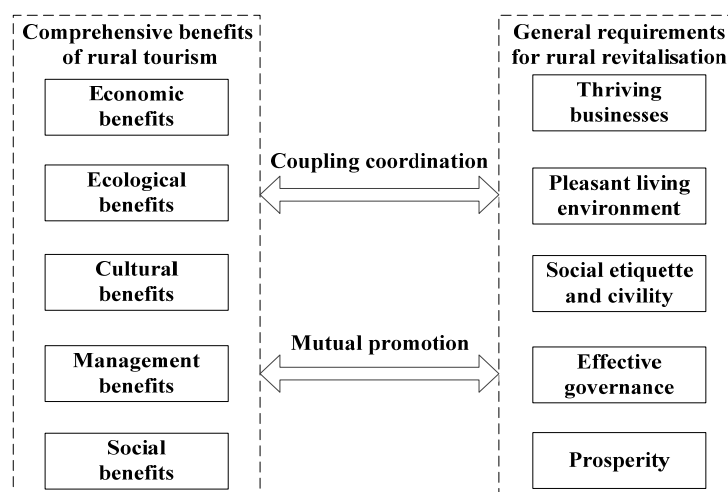 Comprehensive benefits
of rural tourism
Economic
benefits
Ecological
benefits
Cultural
benefits
Management
benefits
Social
benefits
Coupling coordination
Mutual promotion
General requirements
for rural revitalisation
Thriving
businesses
Pleasant living
environment
Social etiquette
and civility
Effective
governance
Prosperity